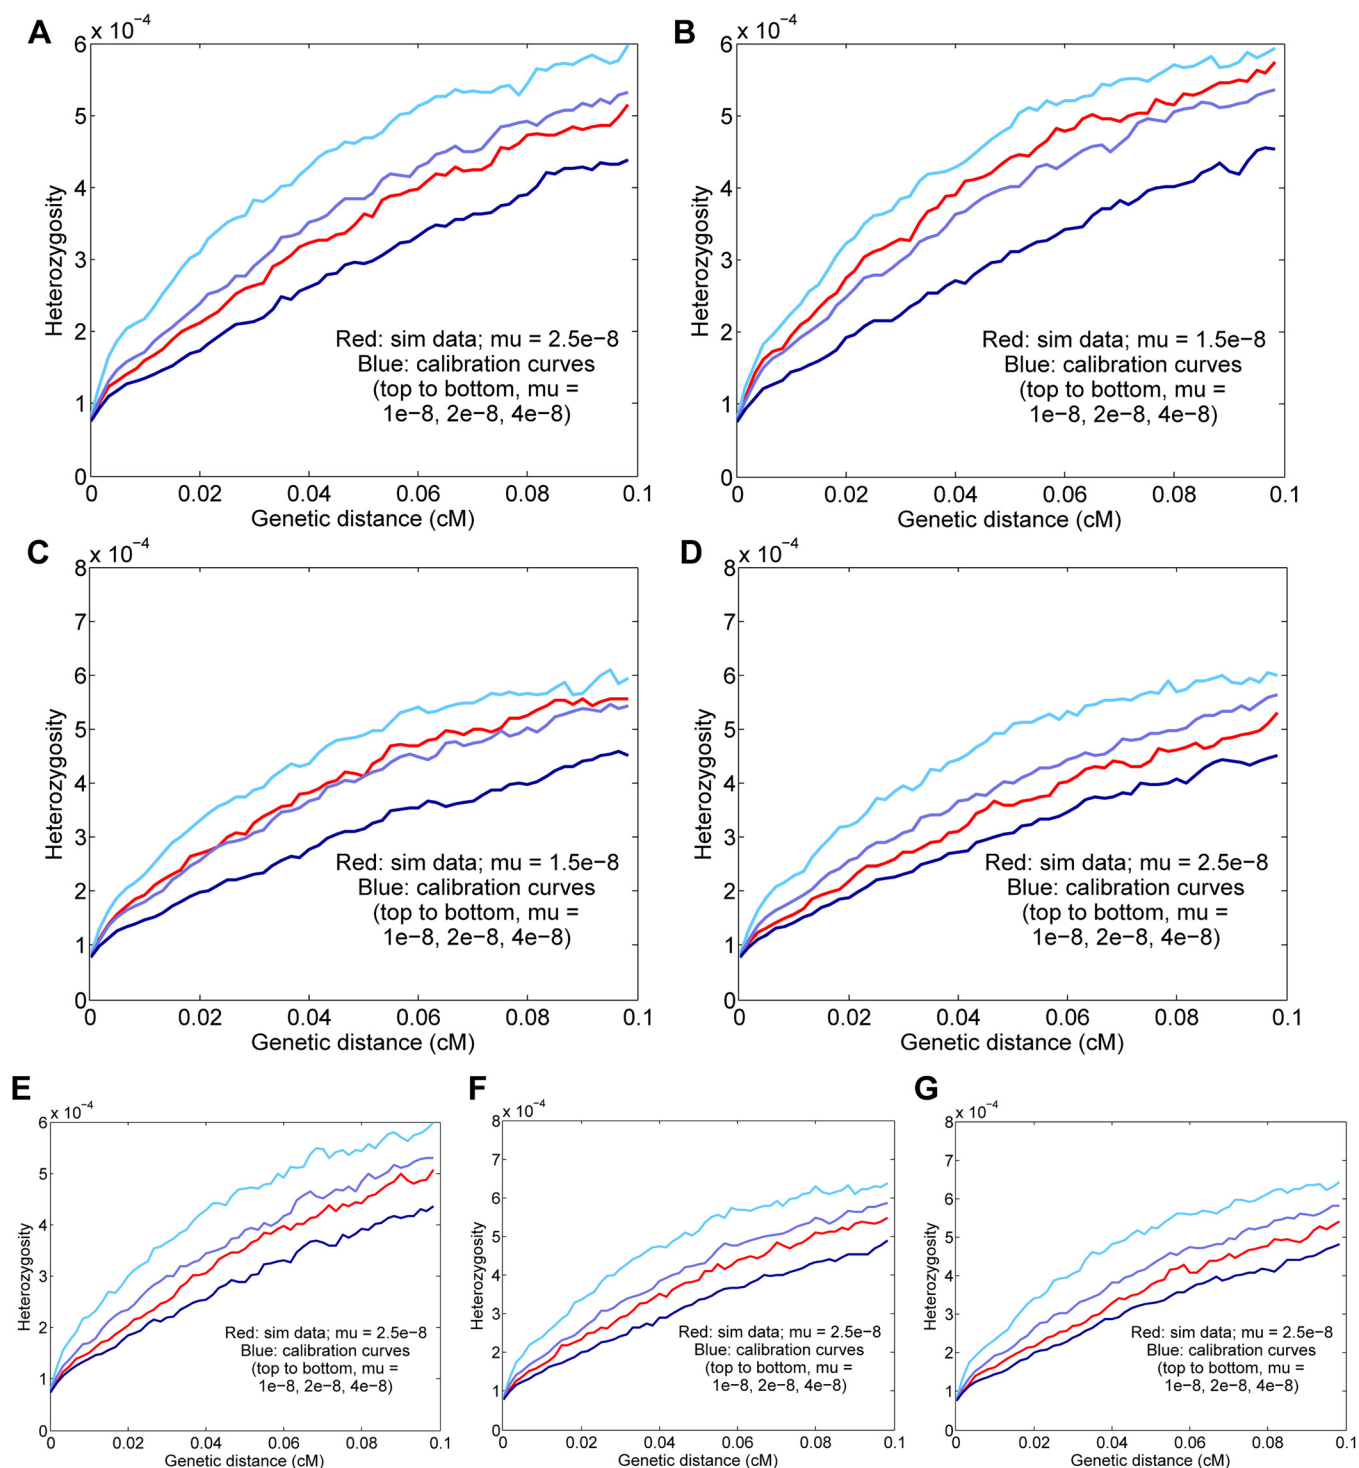 A
× 10−4
6
5
4
3
2
1
0
Heterozygosity
Red: sim data; mu = 2.5e−8
Blue: calibration curves
(top to bottom, mu =
1e−8, 2e−8, 4e−8)
0 0.02 0.04 0.06 0.08 0.1
Genetic distance (cM)
B
× 10−4
6
5
4
3
2
1
0
Heterozygosity
Red: sim data; mu = 1.5e−8
Blue: calibration curves
(top to bottom, mu =
1e−8, 2e−8, 4e−8)
0 0.02 0.04 0.06 0.08 0.1
Genetic distance (cM)
C
× 10−4
8
7
6
5
4
3
2
1
0
Heterozygosity
Red: sim data; mu = 1.5e−8
Blue: calibration curves
(top to bottom, mu =
1e−8, 2e−8, 4e−8)
0 0.02 0.04 0.06 0.08 0.1
Genetic distance (cM)
D
× 10−4
8
7
6
5
4
3
2
1
0
Heterozygosity
Red: sim data; mu = 2.5e−8
Blue: calibration curves
(top to bottom, mu =
1e−8, 2e−8, 4e−8)
0 0.02 0.04 0.06 0.08 0.1
Genetic distance (cM)
E
× 10−4
6
5
4
3
2
1
0
Heterozygosity
Red: sim data; mu = 2.5e−8
Blue: calibration curves
(top to bottom, mu =
1e−8, 2e−8, 4e−8)
0 0.02 0.04 0.06 0.08 0.1
Genetic distance (cM)
F
× 10−4
8
7
6
5
4
3
2
1
0
Heterozygosity
Red: sim data; mu = 2.5e−8
Blue: calibration curves
(top to bottom, mu =
1e−8, 2e−8, 4e−8)
0 0.02 0.04 0.06 0.08 0.1
Genetic distance (cM)
G
× 10−4
8
7
6
5
4
3
2
1
0
Heterozygosity
Red: sim data; mu = 2.5e−8
Blue: calibration curves
(top to bottom, mu =
1e−8, 2e−8, 4e−8)
0 0.02 0.04 0.06 0.08 0.1
Genetic distance (cM)